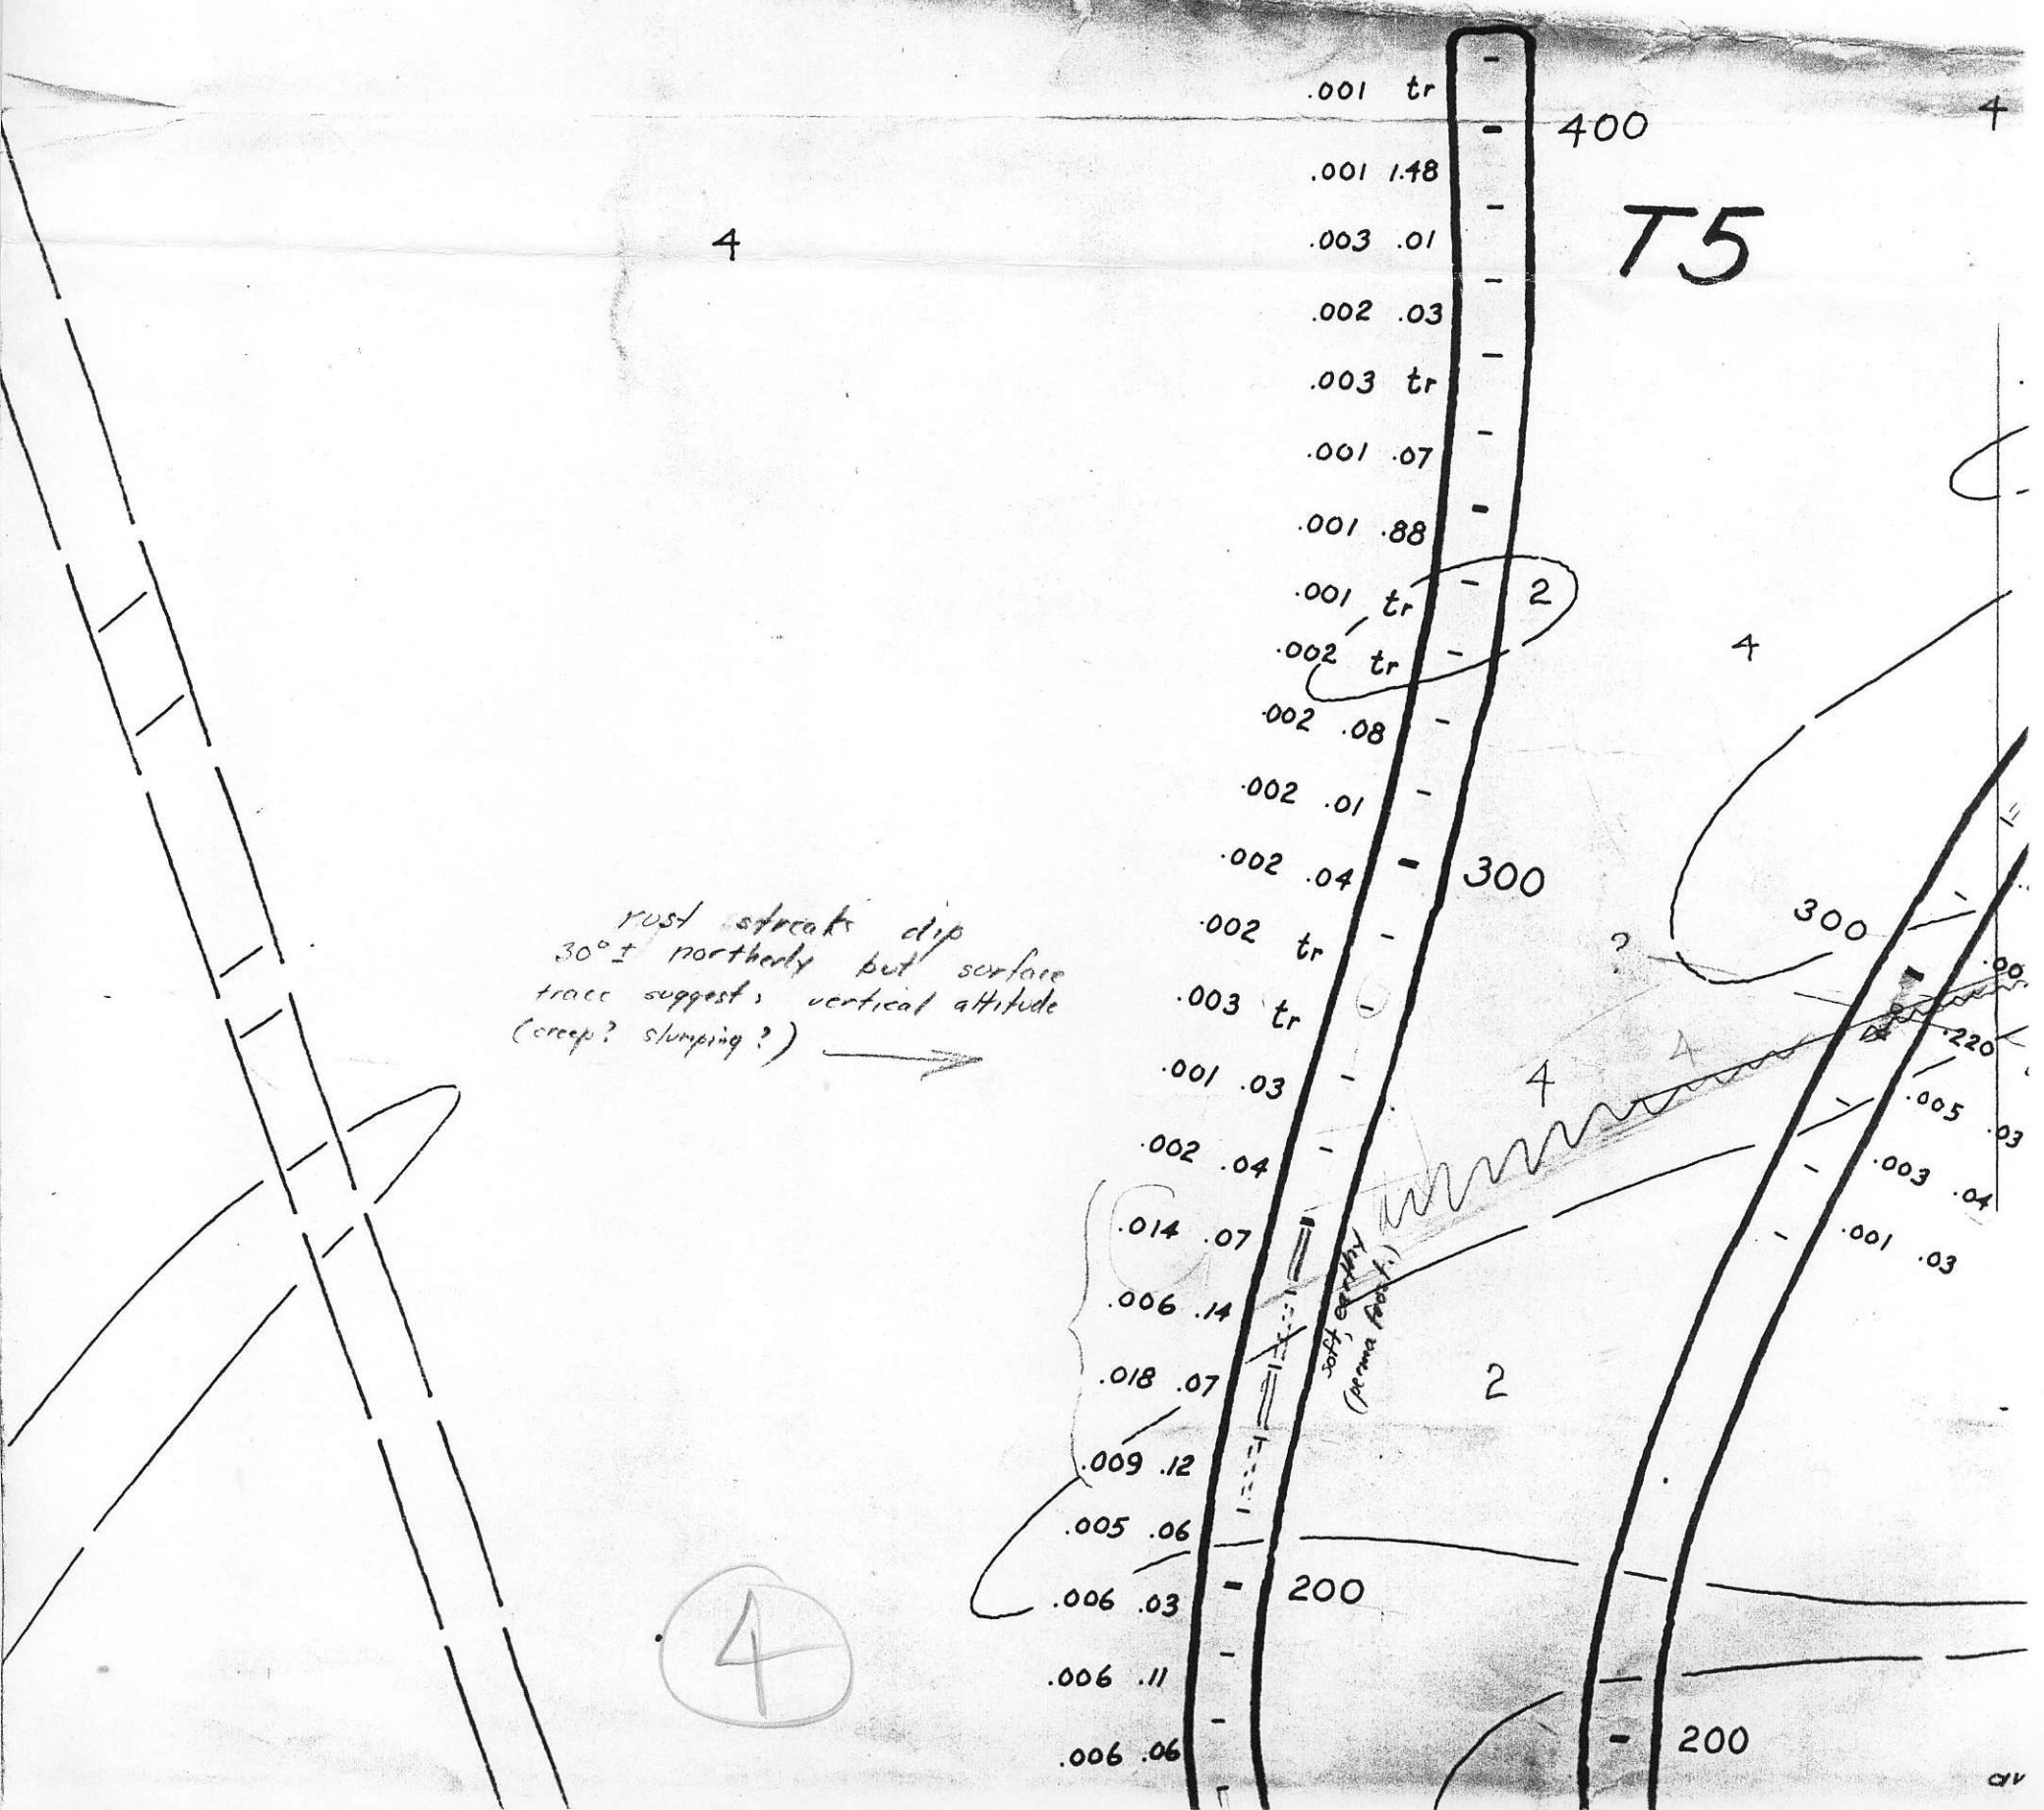 .001 tr
400
4
.001 1.48
T5
.003 .01
4
.002 .03
.003 tr
.001 .07
.001 .88
.001 tr
2
.002 tr
4
.002 .08
.002 .01
.002 .04
300
300
rust streaks dip
30° ± northerly but surface
trace suggests vertical attitude
(creep? slumping?)
.002 tr
?
.00
.003 tr
.220
.001 .03
4
4
.005 .03
.002 .04
.003 .04
.014 .07
.001 .03
.006 .14
soft, earthy
(perma frost.)
.018 .07
2
.009 .12
.005 .06
.006 .03
200
4
.006 .11
200
.006 .06
av